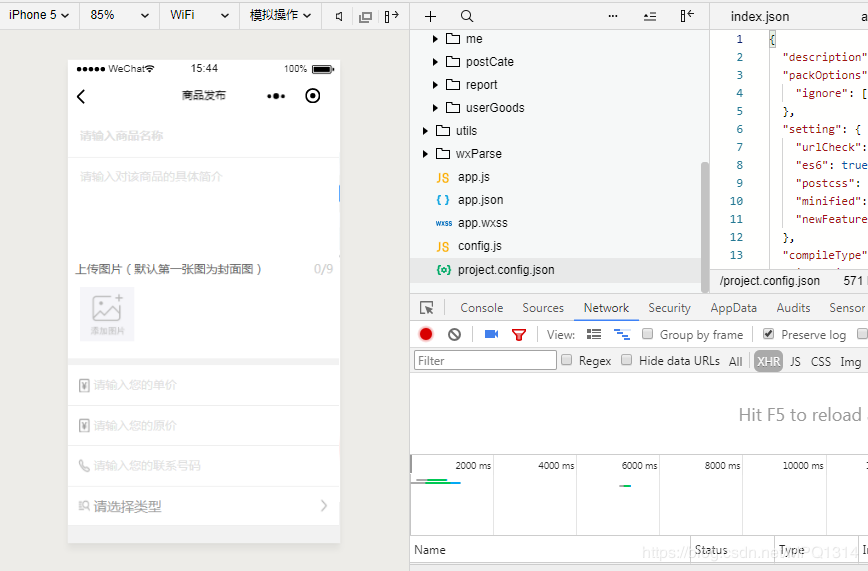 iPhone 5 85% WiFi 模拟操作
WeChat 15:44 100%
商品发布
请输入商品名称
请输入对该商品的具体简介
上传图片（默认第一张图为封面图） 0/9
添加图片
请输入您的单价
请输入您的原价
请输入您的联系号码
请选择类型
me
postCate
report
userGoods
utils
wxParse
JS app.js
{ } app.json
wxss app.wxss
JS config.js
{o} project.config.json
index.json
1 {
2 "description"
3 "packOptions"
4 "ignore": [
5 },
6 "setting": {
7 "urlCheck":
8 "es6": true
9 "postcss":
10 "minified":
11 "newFeature
12 },
13 "compileType"
/project.config.json 571
Console Sources Network Security AppData Audits Sensor
View: Group by frame Preserve log
Filter Regex Hide data URLs All XHR JS CSS Img
Hit F5 to reload
2000 ms 4000 ms 6000 ms 8000 ms 10000 ms
Name Status Type